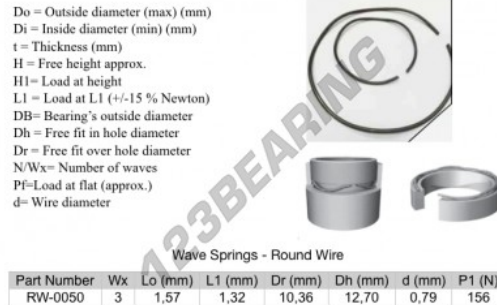 Do = Outside diameter (max) (mm)
Di = Inside diameter (min) (mm)
t = Thickness (mm)
H = Free height approx.
H1= Load at height
L1 = Load at L1 (+/-15 % Newton)
DB= Bearing's outside diameter
Dh = Free fit in hole diameter
Dr = Free fit over hole diameter
N/Wx= Number of waves
Pf=Load at flat (approx.)
d= Wire diameter
123BEARING
Wave Springs - Round Wire
Part Number Wx Lo (mm) L1 (mm) Dr (mm) Dh (mm) d (mm) P1 (N)
RW-0050 3 1,57 1,32 10,36 12,70 0,79 156